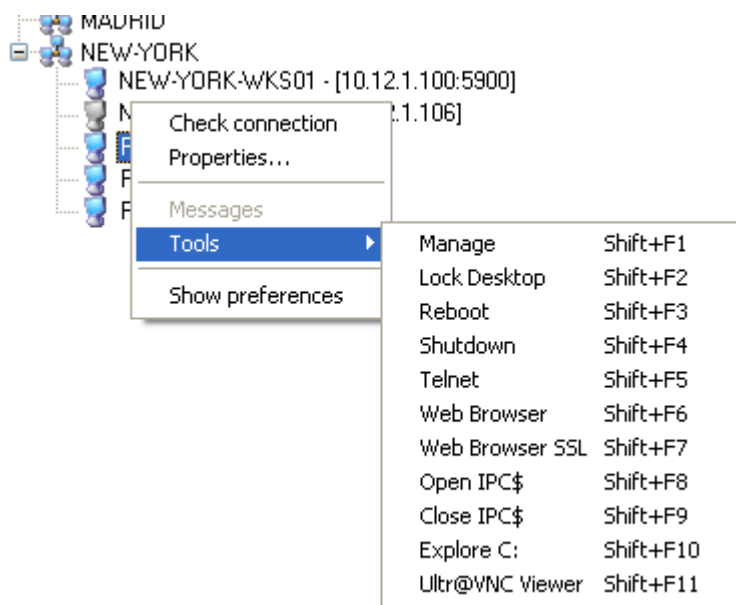 MADRID
NEW-YORK
NEW-YORK-WKS01 - [10.12.1.100:5900]
N .1.106]
Check connection
F
Properties...
F
F
Messages
Tools
Show preferences
Manage Shift+F1
Lock Desktop Shift+F2
Reboot Shift+F3
Shutdown Shift+F4
Telnet Shift+F5
Web Browser Shift+F6
Web Browser SSL Shift+F7
Open IPC$ Shift+F8
Close IPC$ Shift+F9
Explore C: Shift+F10
Ultr@VNC Viewer Shift+F11